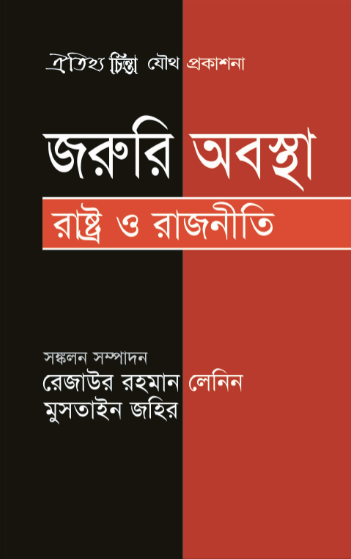 ঐতিহ্য চিন্তা যৌথ প্রকাশনা
জরুরি অবস্থা
রাষ্ট্র ও রাজনীতি
সঙ্কলন সম্পাদন
রেজাউর রহমান লেনিন
মুসতাইন জহির